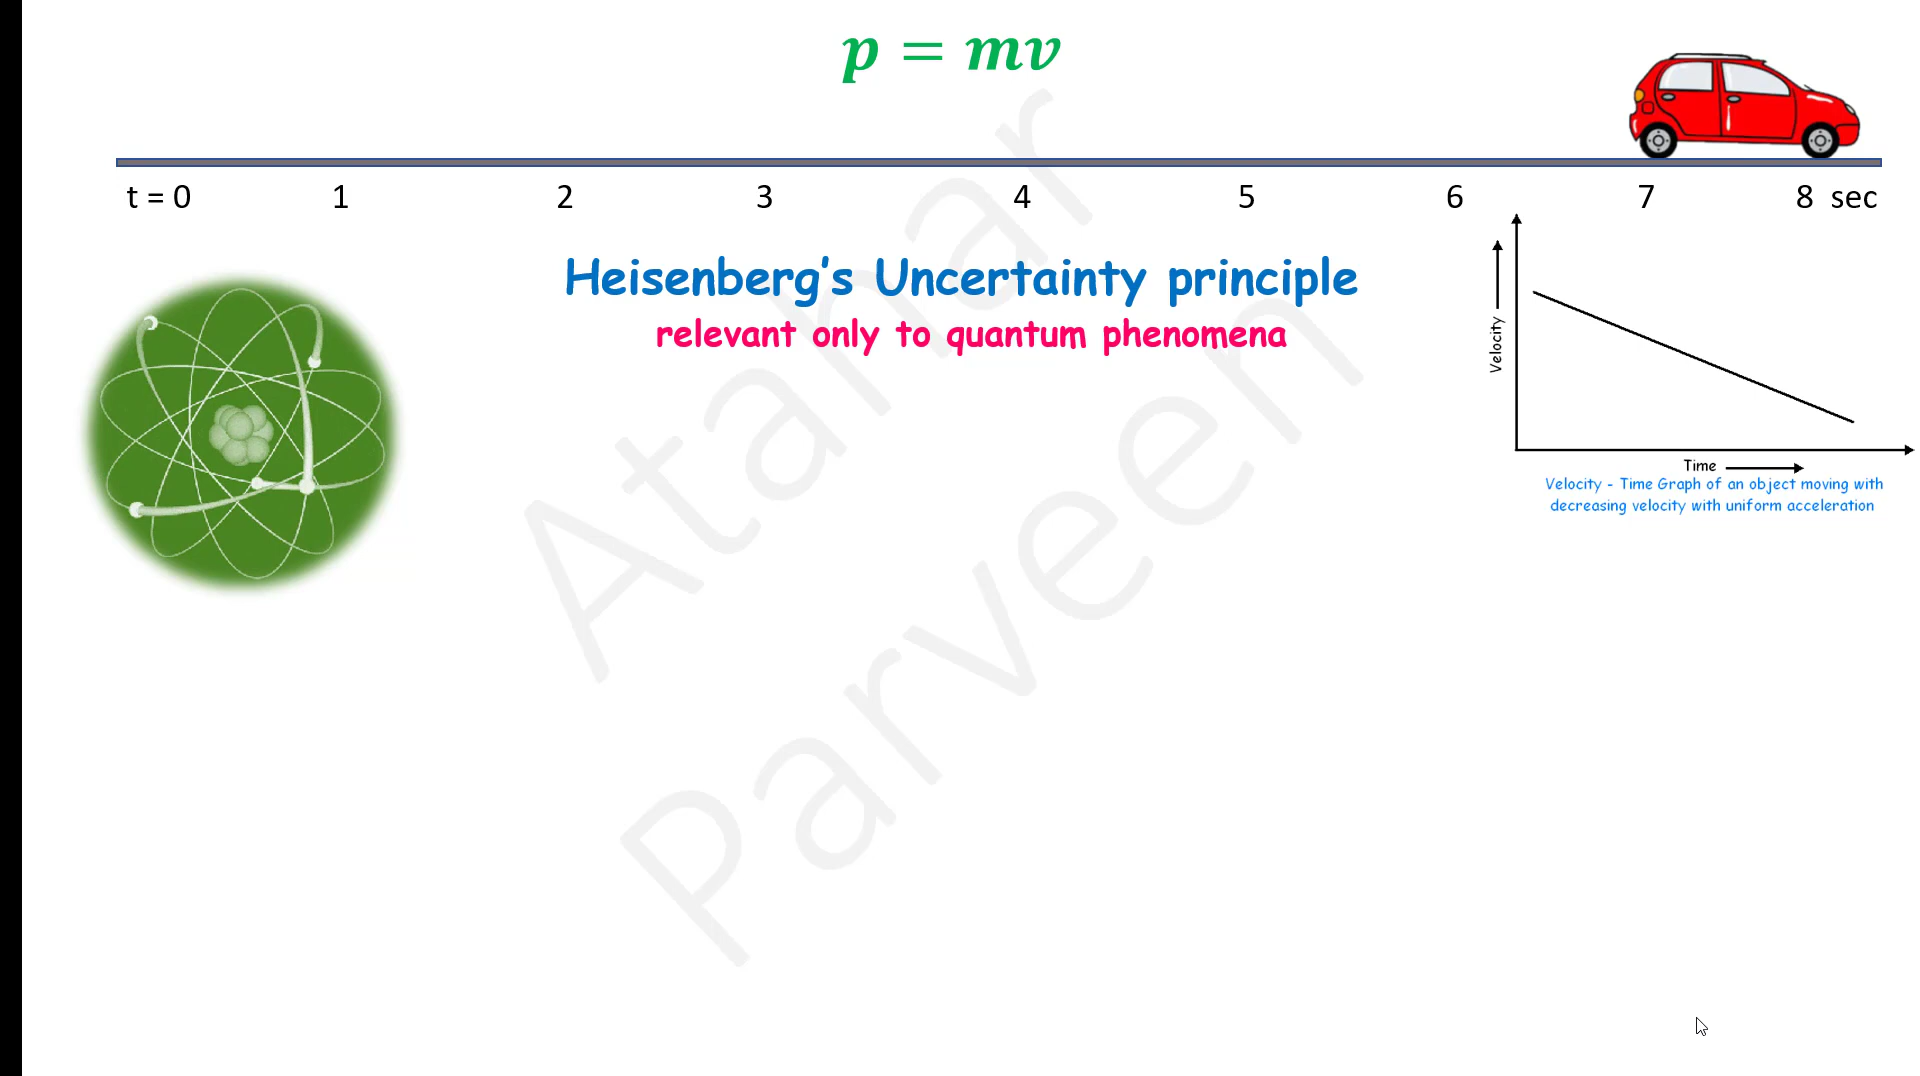 p = mv
t = 0 1 2 3 4 5 6 7 8 sec
Heisenberg's Uncertainty principle
relevant only to quantum phenomena
Velocity
Time
Velocity - Time Graph of an object moving with
decreasing velocity with uniform acceleration
Atahar
Parveen